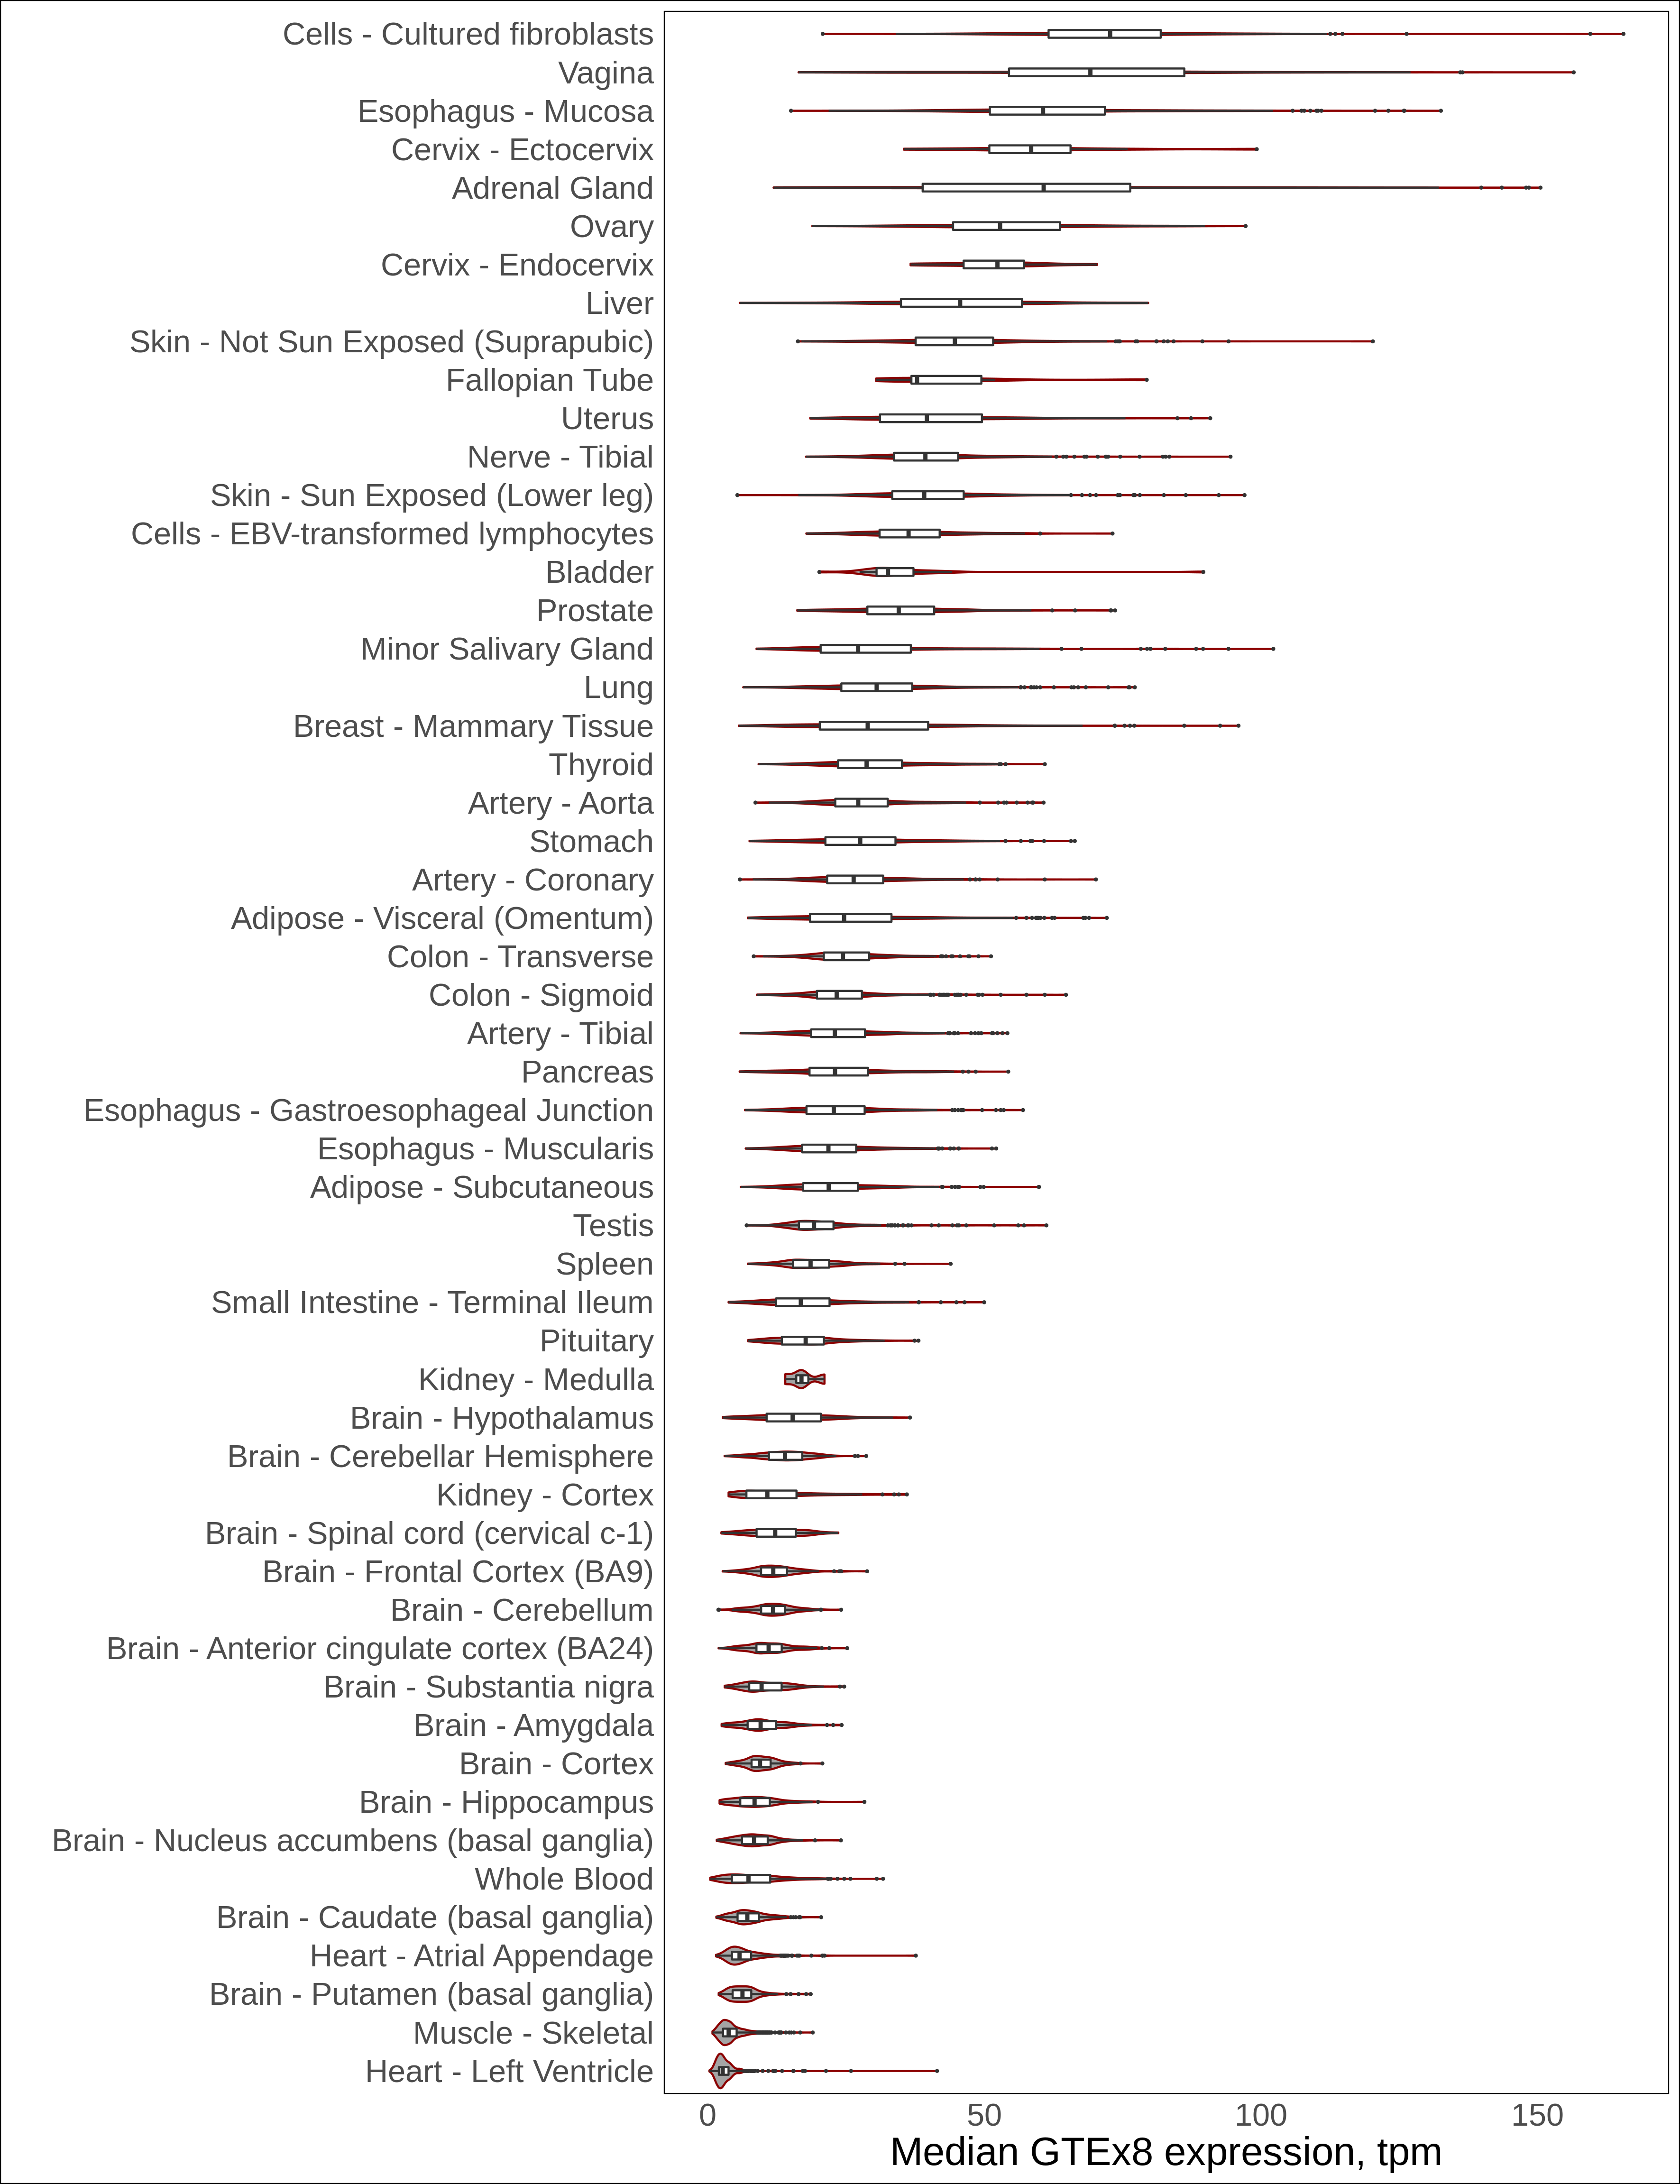 Cells - Cultured fibroblasts
Vagina
Esophagus - Mucosa
Cervix - Ectocervix
Adrenal Gland
Ovary
Cervix - Endocervix
Liver
Skin - Not Sun Exposed (Suprapubic)
Fallopian Tube
Uterus
Nerve - Tibial
Skin - Sun Exposed (Lower leg)
Cells - EBV-transformed lymphocytes
Bladder
Prostate
Minor Salivary Gland
Lung
Breast - Mammary Tissue
Thyroid
Artery - Aorta
Stomach
Artery - Coronary
Adipose - Visceral (Omentum)
Colon - Transverse
Colon - Sigmoid
Artery - Tibial
Pancreas
Esophagus - Gastroesophageal Junction
Esophagus - Muscularis
Adipose - Subcutaneous
Testis
Spleen
Small Intestine - Terminal Ileum
Pituitary
Kidney - Medulla
Brain - Hypothalamus
Brain - Cerebellar Hemisphere
Kidney - Cortex
Brain - Spinal cord (cervical c-1)
Brain - Frontal Cortex (BA9)
Brain - Cerebellum
Brain - Anterior cingulate cortex (BA24)
Brain - Substantia nigra
Brain - Amygdala
Brain - Cortex
Brain - Hippocampus
Brain - Nucleus accumbens (basal ganglia)
Whole Blood
Brain - Caudate (basal ganglia)
Heart - Atrial Appendage
Brain - Putamen (basal ganglia)
Muscle - Skeletal
Heart - Left Ventricle
0 50 100 150
Median GTEx8 expression, tpm